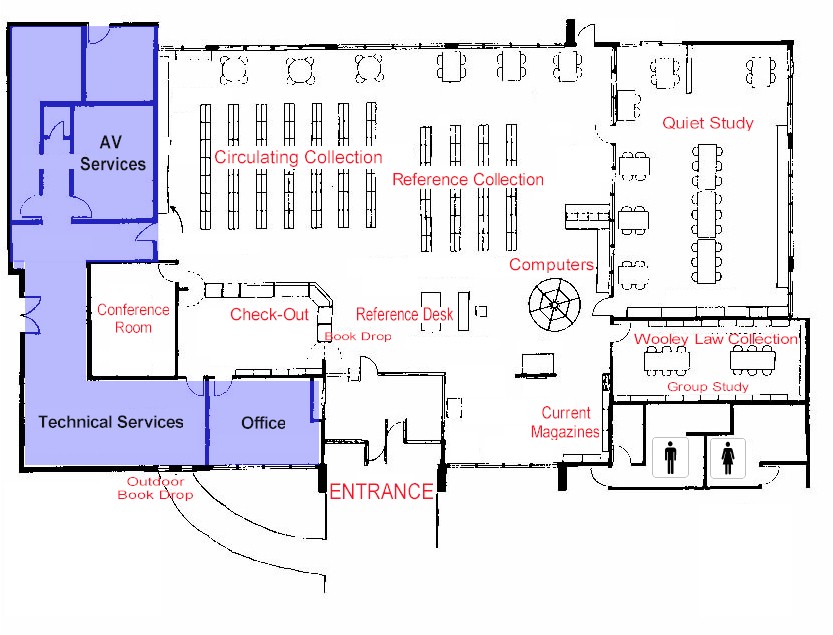 Quiet Study
AV
Services
Circulating Collection
Reference Collection
Computers
Conference
Room
Check-Out
Reference Desk
Book Drop
Wooley Law Collection
Group Study
Technical Services
Office
Current
Magazines
Outdoor
Book Drop
ENTRANCE